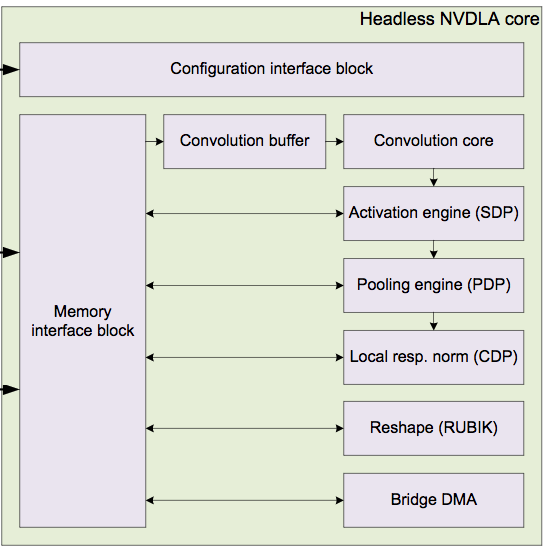 Headless NVDLA core
Configuration interface block
Convolution buffer
Convolution core
Activation engine (SDP)
Pooling engine (PDP)
Memory
interface block
Local resp. norm (CDP)
Reshape (RUBIK)
Bridge DMA